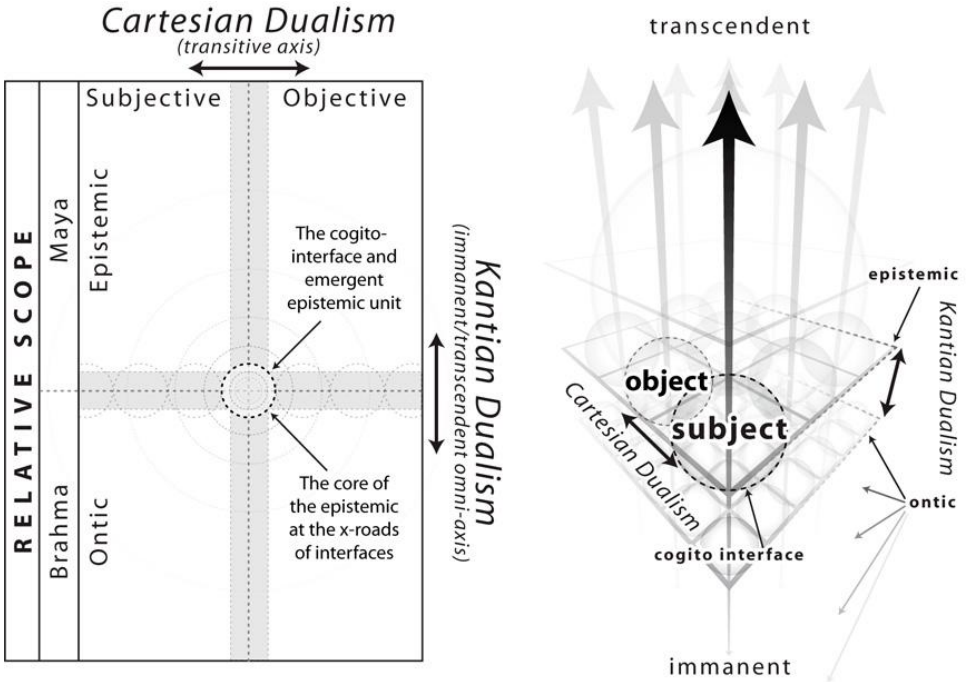 Cartesian Dualism
(transitive axis)
Subjective
Objective
RELATIVE SCOPE
Maya
Epistemic
Brahma
Ontic
The cogito-
interface and
emergent
epistemic unit
The core of
the epistemic
at the x-roads
of interfaces
Kantian Dualism
(immanent/transcendent omni-axis)
transcendent
epistemic
Kantian Dualism
object
subject
Cartesian Dualism
ontic
cogito interface
immanent